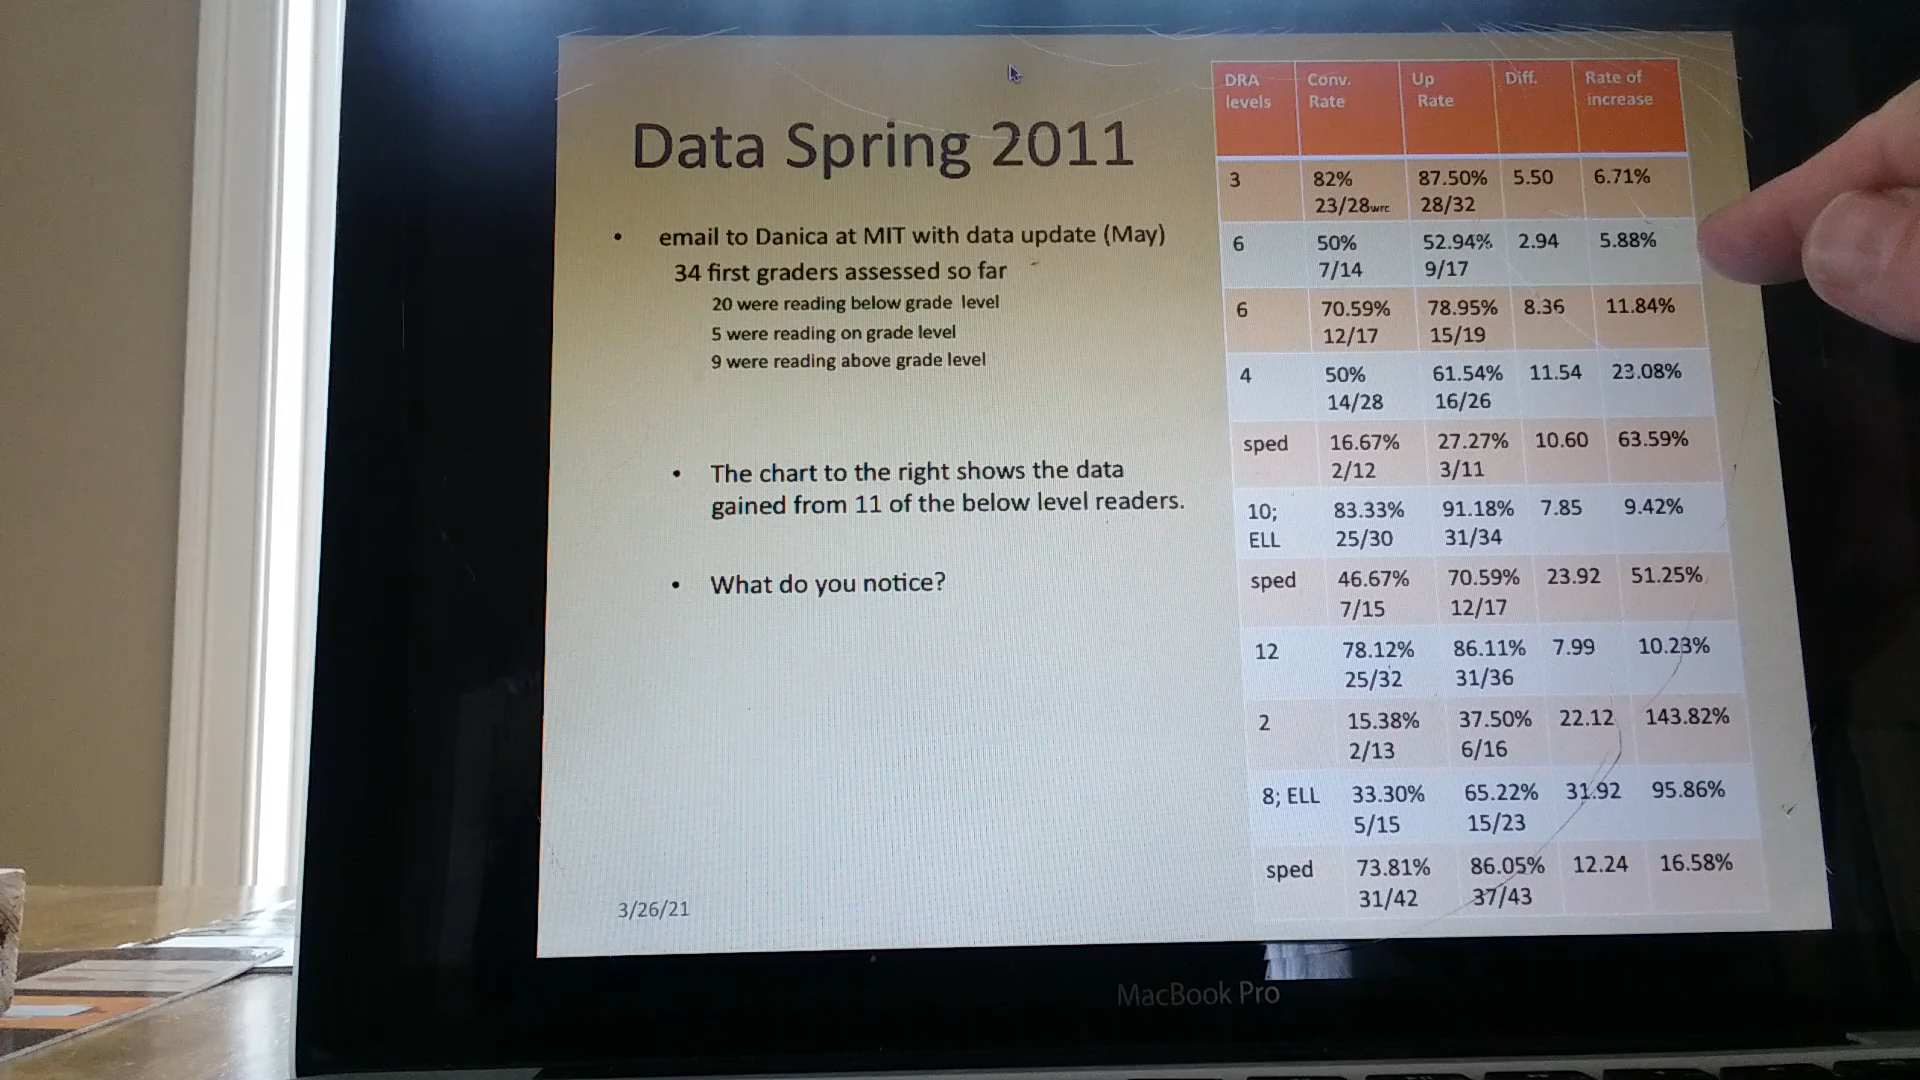 Data Spring 2011
• email to Danica at MIT with data update (May)
34 first graders assessed so far
20 were reading below grade level
5 were reading on grade level
9 were reading above grade level
• The chart to the right shows the data
gained from 11 of the below level readers.
• What do you notice?
3/26/21
DRA levels Conv. Rate Up Rate Diff. Rate of increase
3 82% 87.50% 5.50 6.71%
23/28wrc 28/32
6 50% 52.94% 2.94 5.88%
7/14 9/17
6 70.59% 78.95% 8.36 11.84%
12/17 15/19
4 50% 61.54% 11.54 23.08%
14/28 16/26
sped 16.67% 27.27% 10.60 63.59%
2/12 3/11
10; 83.33% 91.18% 7.85 9.42%
ELL 25/30 31/34
sped 46.67% 70.59% 23.92 51.25%
7/15 12/17
12 78.12% 86.11% 7.99 10.23%
25/32 31/36
2 15.38% 37.50% 22.12 143.82%
2/13 6/16
8; ELL 33.30% 65.22% 31.92 95.86%
5/15 15/23
sped 73.81% 86.05% 12.24 16.58%
31/42 37/43
MacBook Pro